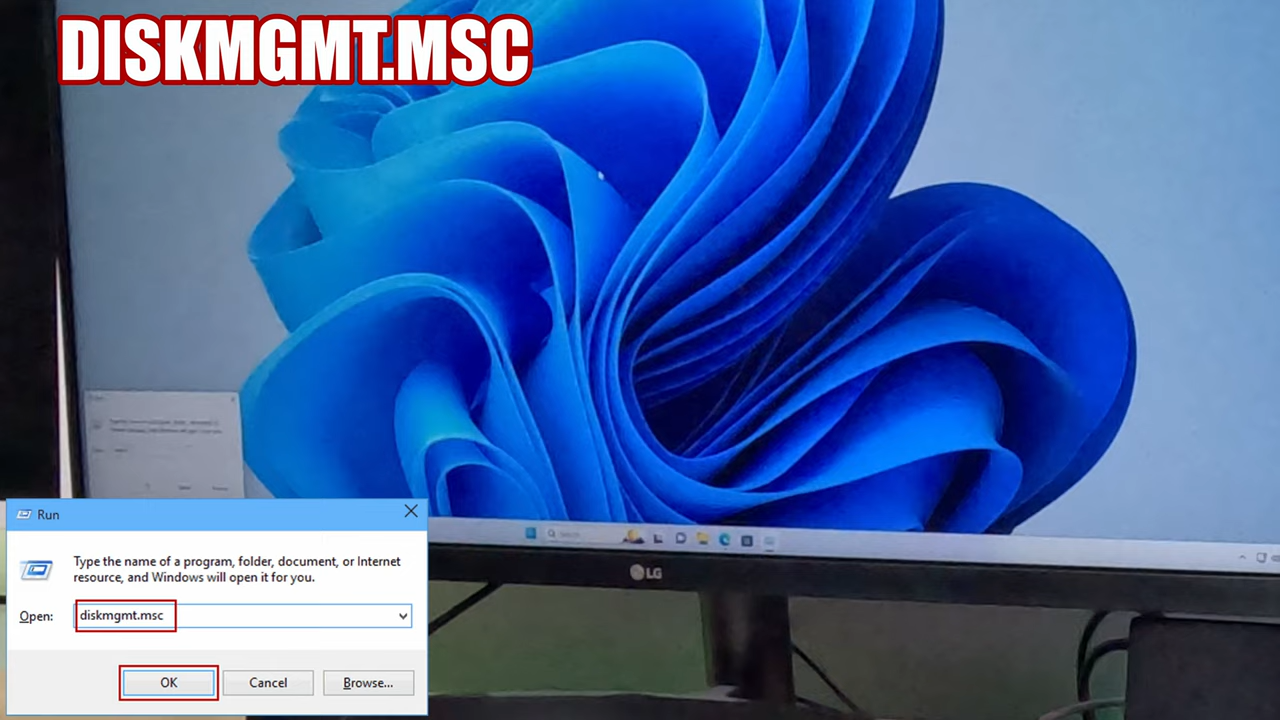 DISKMGMT.MSC
Search
LG
Run
Type the name of a program, folder, document, or Internet
resource, and Windows will open it for you.
Open: diskmgmt.msc
OK Cancel Browse...